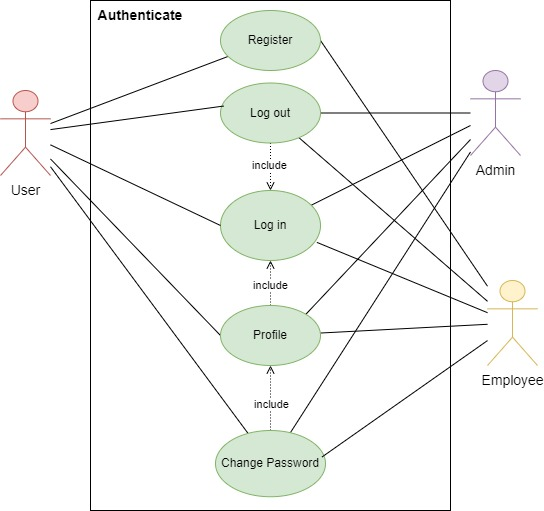 Authenticate
Register
Log out
include
Log in
include
Profile
include
Change Password
User
Admin
Employee